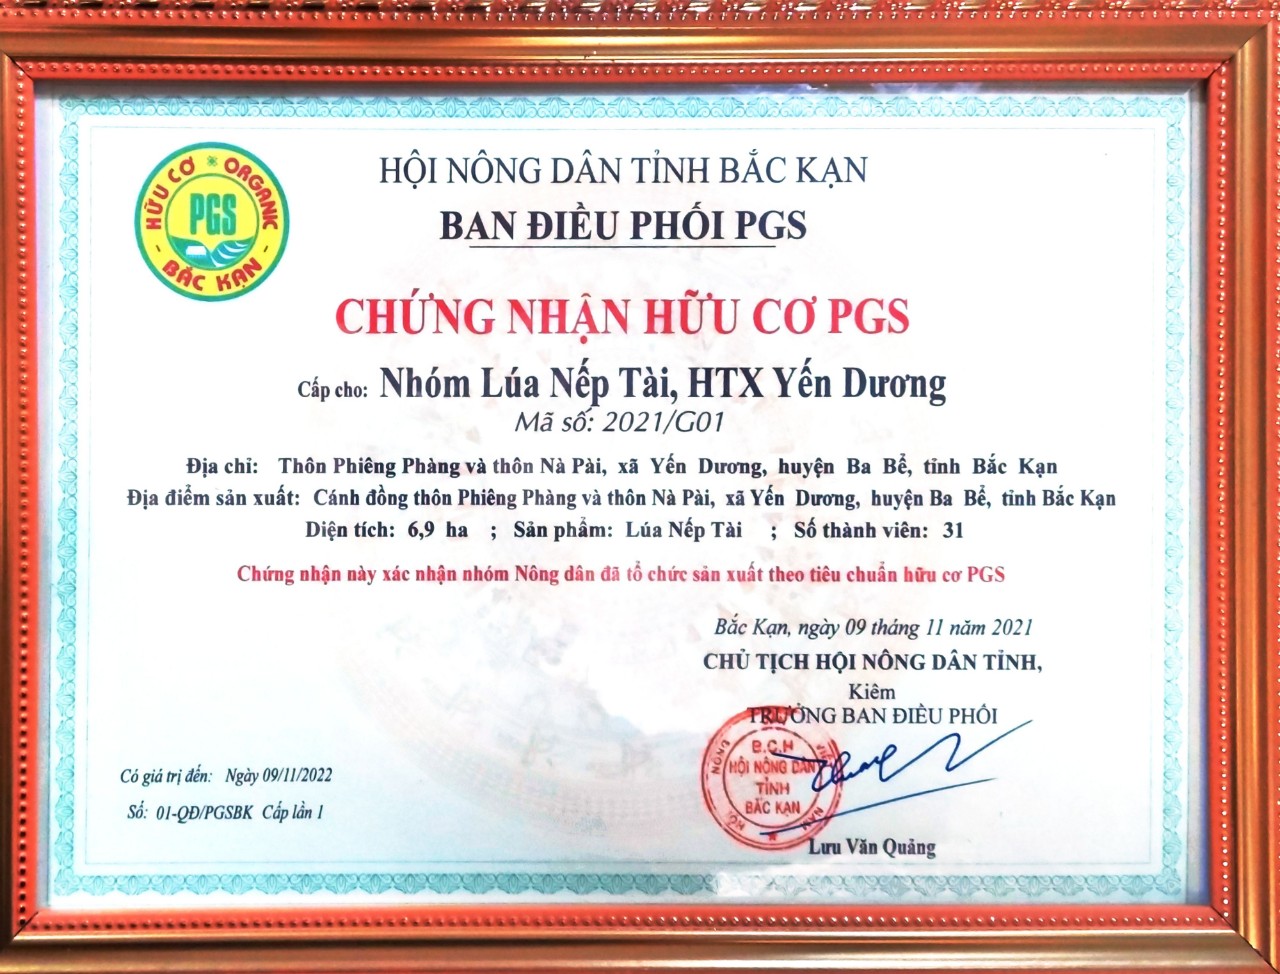 HỮU CƠ ORGANIC
PGS
BẮC KẠN
HỘI NÔNG DÂN TỈNH BẮC KẠN
BAN ĐIỀU PHỐI PGS
CHỨNG NHẬN HỮU CƠ PGS
Cấp cho: Nhóm Lúa Nếp Tài, HTX Yến Dương
Mã số: 2021/G01
Địa chỉ: Thôn Phiêng Phàng và thôn Nà Pài, xã Yến Dương, huyện Ba Bể, tỉnh Bắc Kạn
Địa điểm sản xuất: Cánh đồng thôn Phiêng Phàng và thôn Nà Pài, xã Yến Dương, huyện Ba Bể, tỉnh Bắc Kạn
Diện tích: 6,9 ha ; Sản phẩm: Lúa Nếp Tài ; Số thành viên: 31
Chứng nhận này xác nhận nhóm Nông dân đã tổ chức sản xuất theo tiêu chuẩn hữu cơ PGS
Bắc Kạn, ngày 09 tháng 11 năm 2021
CHỦ TỊCH HỘI NÔNG DÂN TỈNH,
Kiêm
TRƯỞNG BAN ĐIỀU PHỐI
B.C.H
HỘI NÔNG DÂN
TỈNH
BẮC KẠN
Lưu Văn Quảng
Có giá trị đến: Ngày 09/11/2022
Số: 01-QĐ/PGSBK Cấp lần 1